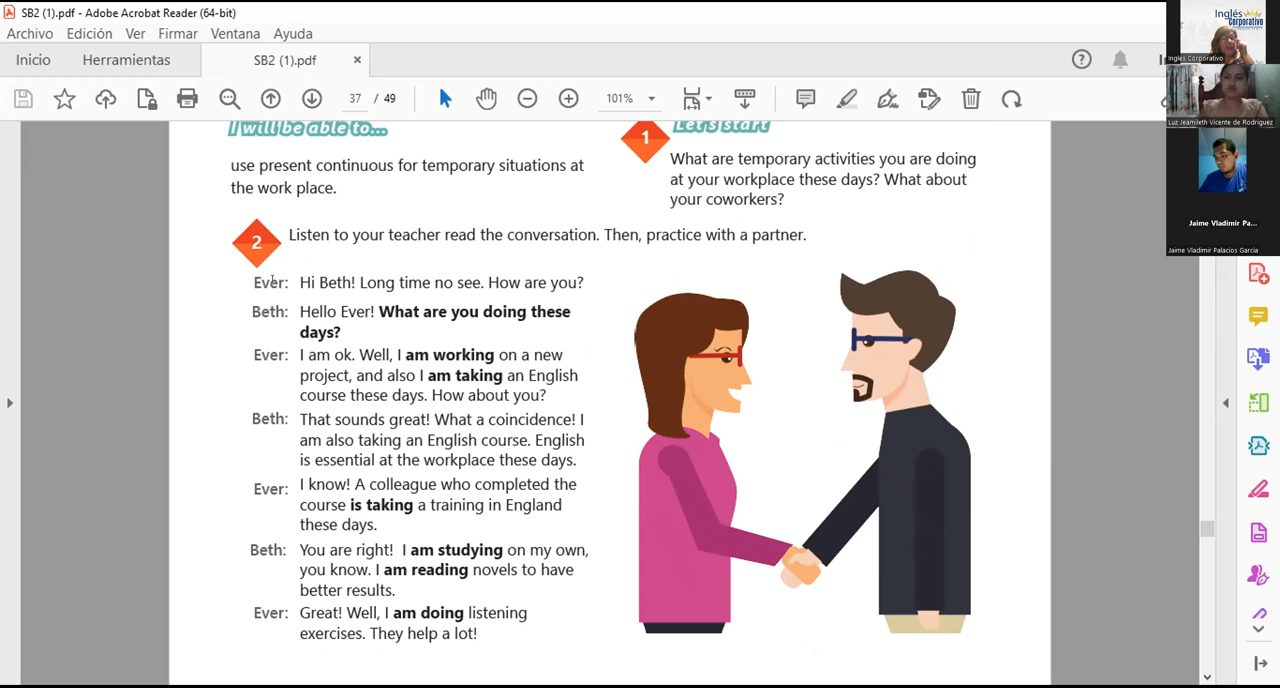 SB2 (1).pdf - Adobe Acrobat Reader (64-bit)
Archivo Edición Ver Firmar Ventana Ayuda
Inicio Herramientas SB2 (1).pdf
37 / 49 101%
Inglés Corporativo
Ingles Corporativo
Luz Jeamileth Vicente de Rodriguez
Jaime Vladimir Pa...
Jaime Vladimir Palacios Garcia
I will be able to...
use present continuous for temporary situations at
the work place.
1 Let's start
What are temporary activities you are doing
at your workplace these days? What about
your coworkers?
2 Listen to your teacher read the conversation. Then, practice with a partner.
Ever: Hi Beth! Long time no see. How are you?
Beth: Hello Ever! What are you doing these
days?
Ever: I am ok. Well, I am working on a new
project, and also I am taking an English
course these days. How about you?
Beth: That sounds great! What a coincidence! I
am also taking an English course. English
is essential at the workplace these days.
Ever: I know! A colleague who completed the
course is taking a training in England
these days.
Beth: You are right! I am studying on my own,
you know. I am reading novels to have
better results.
Ever: Great! Well, I am doing listening
exercises. They help a lot!